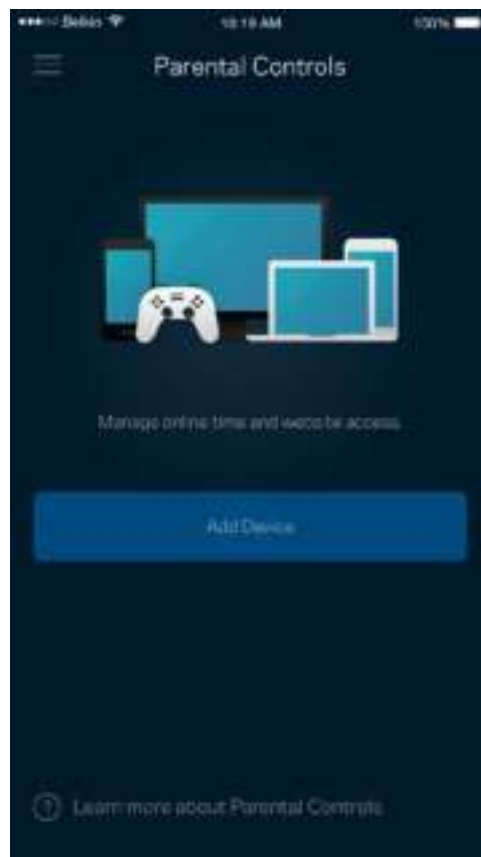 Belkin 10:19 AM 100%
Parental Controls
Manage online time and website access.
Add Device
Learn more about Parental Controls